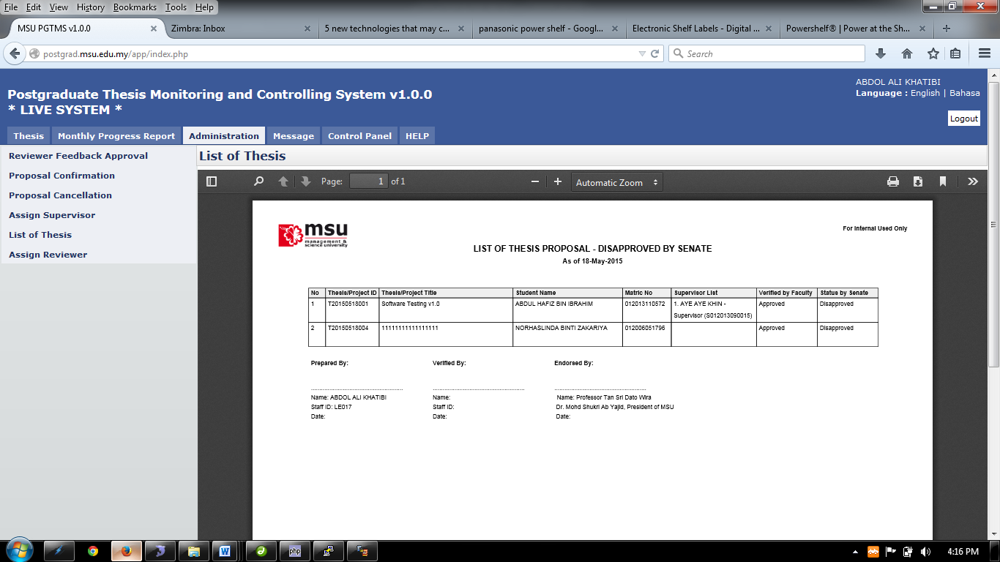 File Edit View History Bookmarks Tools Help
MSU PGTMS v1.0.0 Zimbra: Inbox 5 new technologies that may c... panasonic power shelf - Googl... Electronic Shelf Labels - Digital ... Powershelf® | Power at the Sh...
postgrad.msu.edu.my/app/index.php Search
ABDOL ALI KHATIBI
Language : English | Bahasa
Postgraduate Thesis Monitoring and Controlling System v1.0.0
* LIVE SYSTEM *
Logout
Thesis Monthly Progress Report Administration Message Control Panel HELP
Reviewer Feedback Approval
Proposal Confirmation
Proposal Cancellation
Assign Supervisor
List of Thesis
Assign Reviewer
List of Thesis
Page: 1 of 1 Automatic Zoom
msu
management &
science university
For Internal Used Only
LIST OF THESIS PROPOSAL - DISAPPROVED BY SENATE
As of 18-May-2015
No Thesis/Project ID Thesis/Project Title Student Name Matric No Supervisor List Verified by Faculty Status by Senate
1 T20150518001 Software Testing v1.0 ABDUL HAFIZ BIN IBRAHIM 012013110572 1. AYE AYE KHIN - Approved Disapproved
Supervisor (S012013090015)
2 T20150518004 11111111111111111 NORHASLINDA BINTI ZAKARIYA 012006051796 Approved Disapproved
Prepared By: Verified By: Endorsed By:
Name: ABDOL ALI KHATIBI Name: Name: Professor Tan Sri Dato Wira
Staff ID: LE017 Staff ID: Dr. Mohd Shukri Ab Yajid, President of MSU
Date: Date: Date:
php
4:16 PM